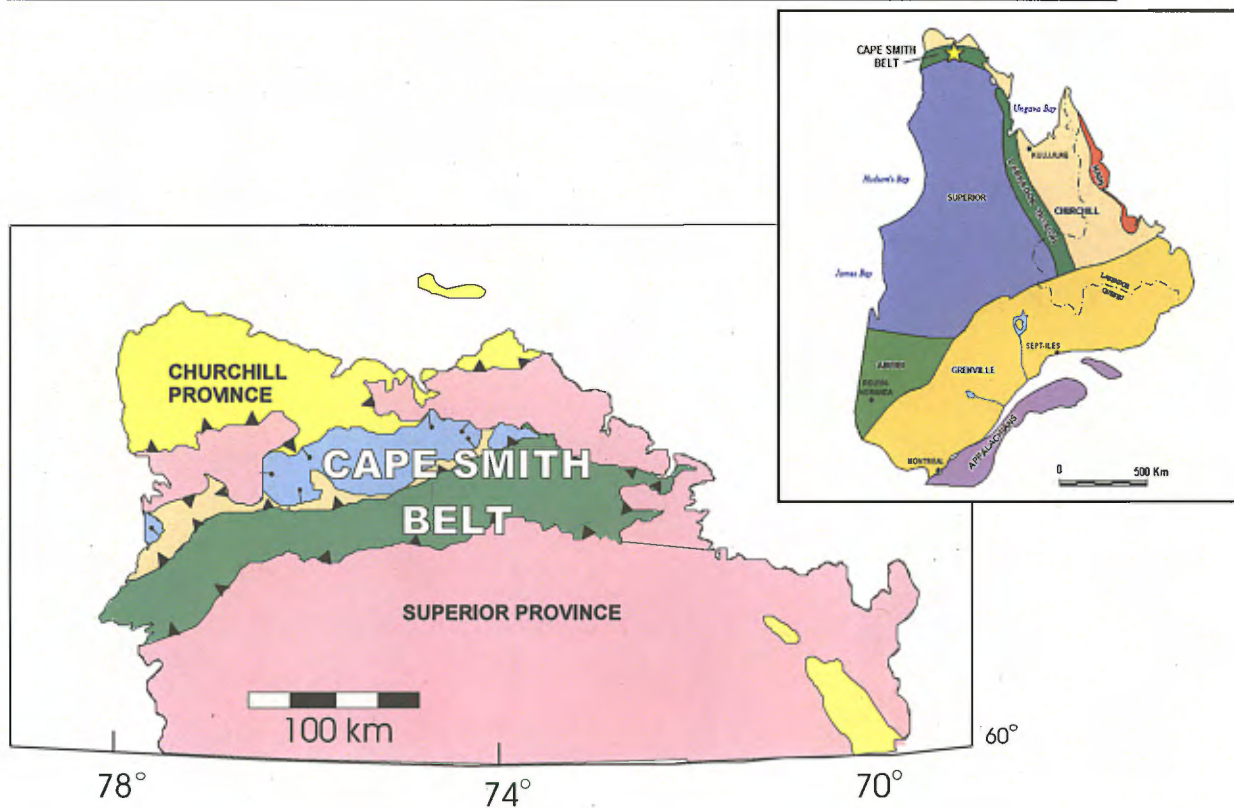 CAPE SMITH
BELT
Ungava Bay
Hudson's Bay
SUPERIOR
CHURCHILL
James Bay
LABRADOR
SEPT-ILES
GRENVILLE
APPALACHIANS
MONTREAL
0 500 Km
CHURCHILL
PROVINCE
CAPE SMITH
BELT
SUPERIOR PROVINCE
100 km
60°
78° 74° 70°